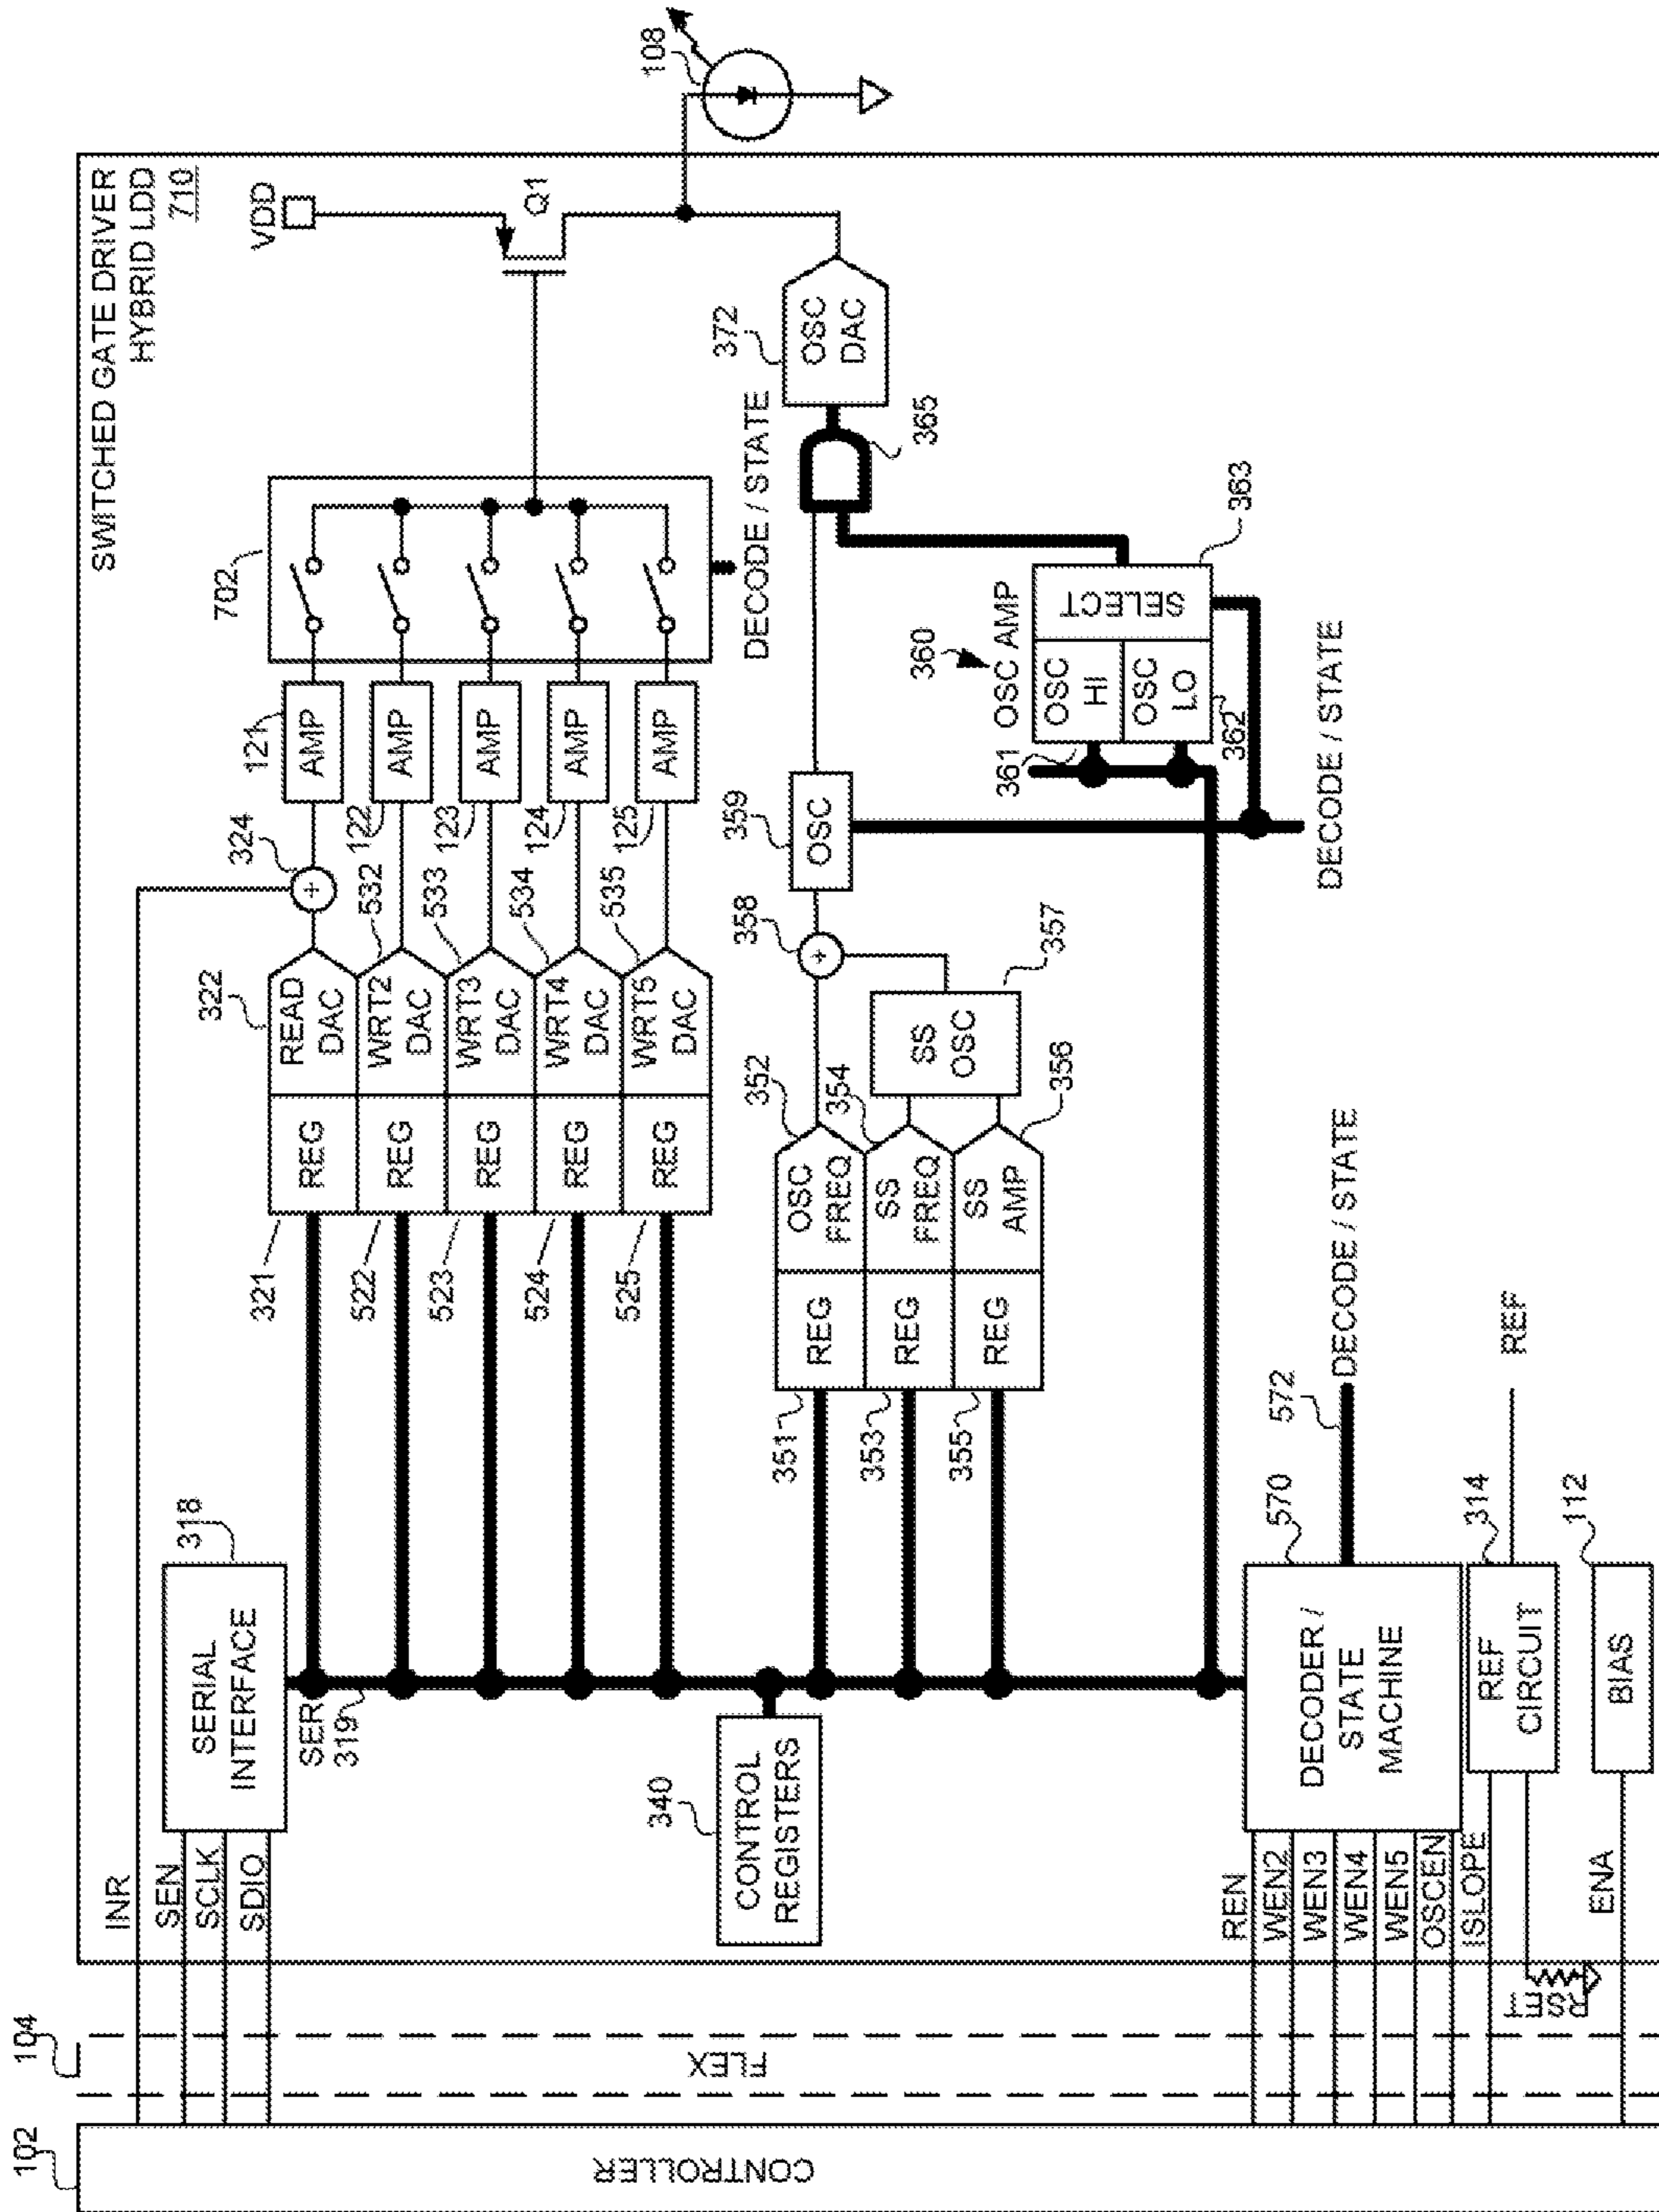 SWITCHED GATE DRIVER
HYBRID LDD
710
102
CONTROLLER
104
FLEX
INR
SEN
SCLK
SDIO
SERIAL
INTERFACE
318
SER
319
321
REG
READ
DAC
322
324
121
AMP
522
REG
WRT2
DAC
532
122
AMP
523
REG
WRT3
DAC
533
123
AMP
524
REG
WRT4
DAC
534
124
AMP
525
REG
WRT5
DAC
535
125
AMP
+
702
DECODE / STATE
VDD
Q1
108
340
CONTROL
REGISTERS
351
REG
OSC
FREQ
352
353
REG
SS
FREQ
354
355
REG
SS
AMP
356
SS
OSC
357
358
+
359
OSC
360
OSC AMP
361
OSC
HI
OSC
LO
362
SELECT
363
365
372
OSC
DAC
DECODE / STATE
REN
WEN2
WEN3
WEN4
WEN5
OSCEN
ISLOPE
DECODER /
STATE
MACHINE
570
572
DECODE / STATE
RSET
REF
CIRCUIT
314
REF
ENA
BIAS
112